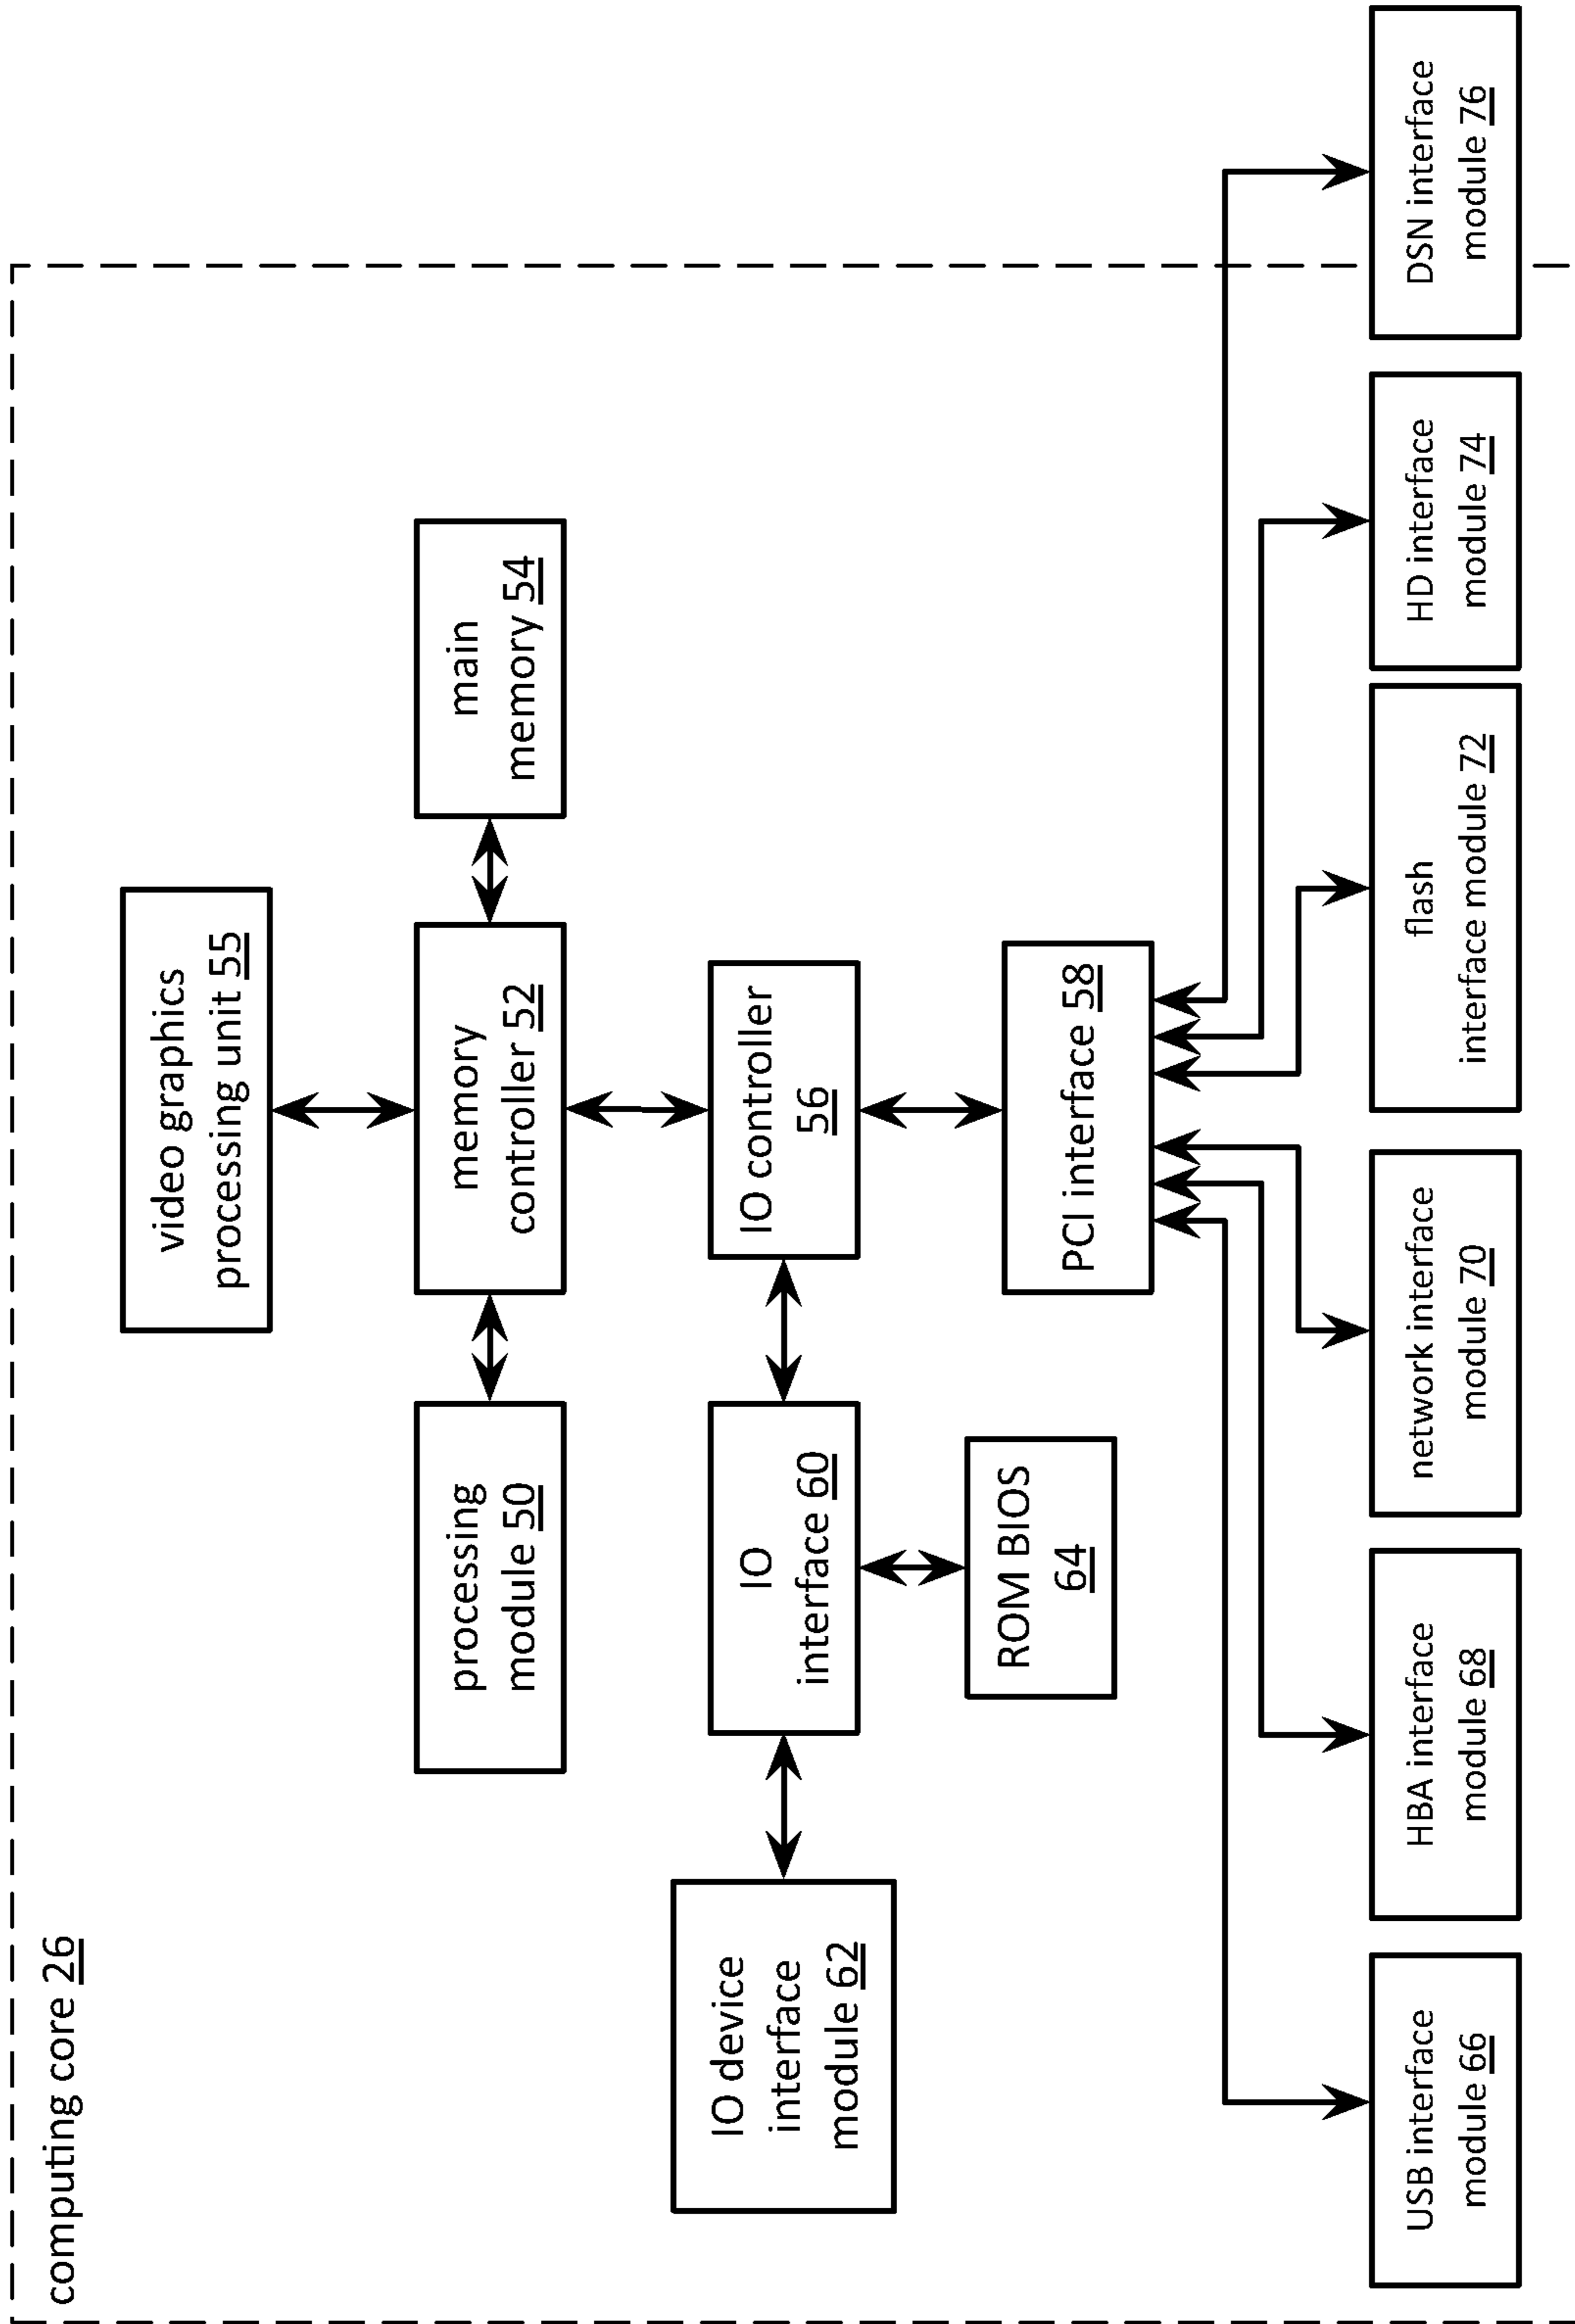 computing core 26
video graphics
processing unit 55
processing
module 50
memory
controller 52
main
memory 54
IO device
interface
module 62
IO
interface 60
IO controller
56
ROM BIOS
64
PCI interface 58
USB interface
module 66
HBA interface
module 68
network interface
module 70
flash
interface module 72
HD interface
module 74
DSN interface
module 76